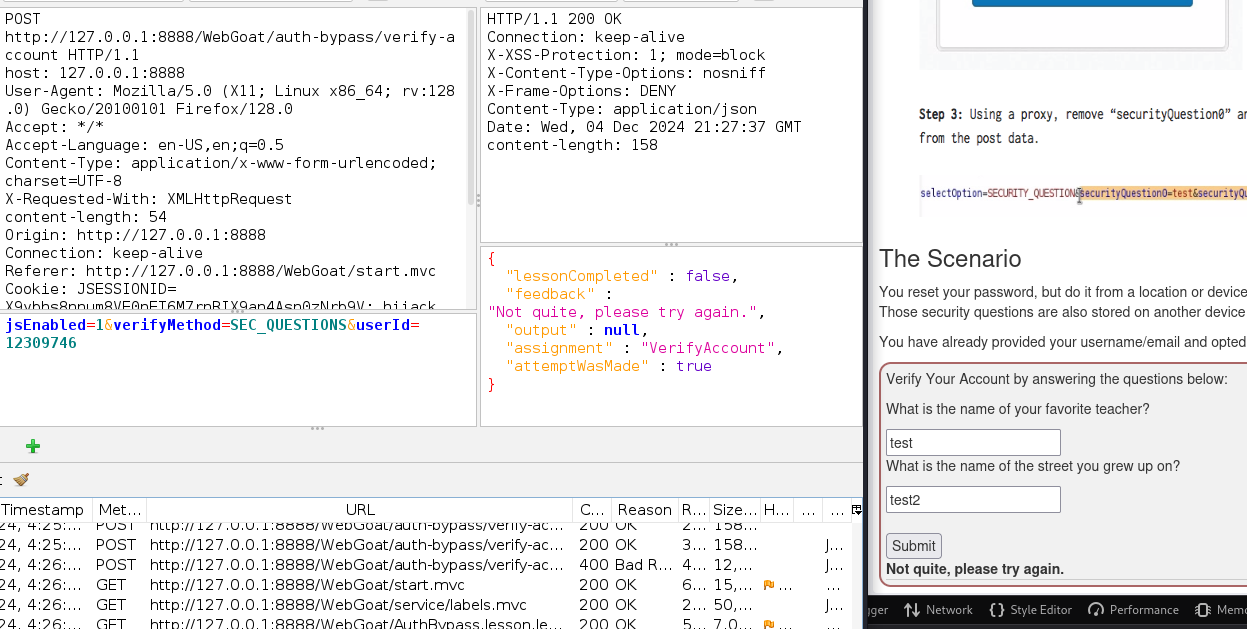 POST
http://127.0.0.1:8888/WebGoat/auth-bypass/verify-a
ccount HTTP/1.1
host: 127.0.0.1:8888
User-Agent: Mozilla/5.0 (X11; Linux x86_64; rv:128
.0) Gecko/20100101 Firefox/128.0
Accept: */*
Accept-Language: en-US,en;q=0.5
Content-Type: application/x-www-form-urlencoded;
charset=UTF-8
X-Requested-With: XMLHttpRequest
content-length: 54
Origin: http://127.0.0.1:8888
Connection: keep-alive
Referer: http://127.0.0.1:8888/WebGoat/start.mvc
Cookie: JSESSIONID=
jsEnabled=1&verifyMethod=SEC_QUESTIONS&userId=
12309746
HTTP/1.1 200 OK
Connection: keep-alive
X-XSS-Protection: 1; mode=block
X-Content-Type-Options: nosniff
X-Frame-Options: DENY
Content-Type: application/json
Date: Wed, 04 Dec 2024 21:27:37 GMT
content-length: 158
{
"lessonCompleted" : false,
"feedback" :
"Not quite, please try again.",
"output" : null,
"assignment" : "VerifyAccount",
"attemptWasMade" : true
}
Timestamp Met... URL C... Reason R... Size... H... ... ...
24, 4:25:... POST http://127.0.0.1:8888/WebGoat/auth-bypass/verify-ac... 200 OK 2... 158...
24, 4:25:... POST http://127.0.0.1:8888/WebGoat/auth-bypass/verify-ac... 200 OK 3... 158... J...
24, 4:26:... POST http://127.0.0.1:8888/WebGoat/auth-bypass/verify-ac... 400 Bad R... 4... 12,... J...
24, 4:26:... GET http://127.0.0.1:8888/WebGoat/start.mvc 200 OK 6... 15,... ... ...
24, 4:26:... GET http://127.0.0.1:8888/WebGoat/service/labels.mvc 200 OK 2... 50,... J...
24, 4:26:... GET http://127.0.0.1:8888/WebGoat/AuthBypass.lesson.le... 200 OK 5... 7,0... ... ...
Step 3: Using a proxy, remove “securityQuestion0” an
from the post data.
selectOption=SECURITY_QUESTION&securityQuestion0=test&securityQu
The Scenario
You reset your password, but do it from a location or device
Those security questions are also stored on another device
You have already provided your username/email and opted
Verify Your Account by answering the questions below:
What is the name of your favorite teacher?
test
What is the name of the street you grew up on?
test2
Submit
Not quite, please try again.
gger Network {} Style Editor Performance Memo